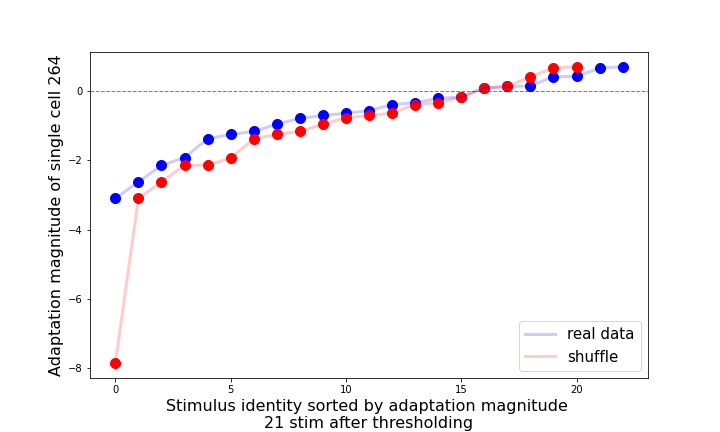 Adaptation magnitude of single cell 264
0
−2
−4
−6
−8
0
5
10
15
20
real data
shuffle
Stimulus identity sorted by adaptation magnitude
21 stim after thresholding